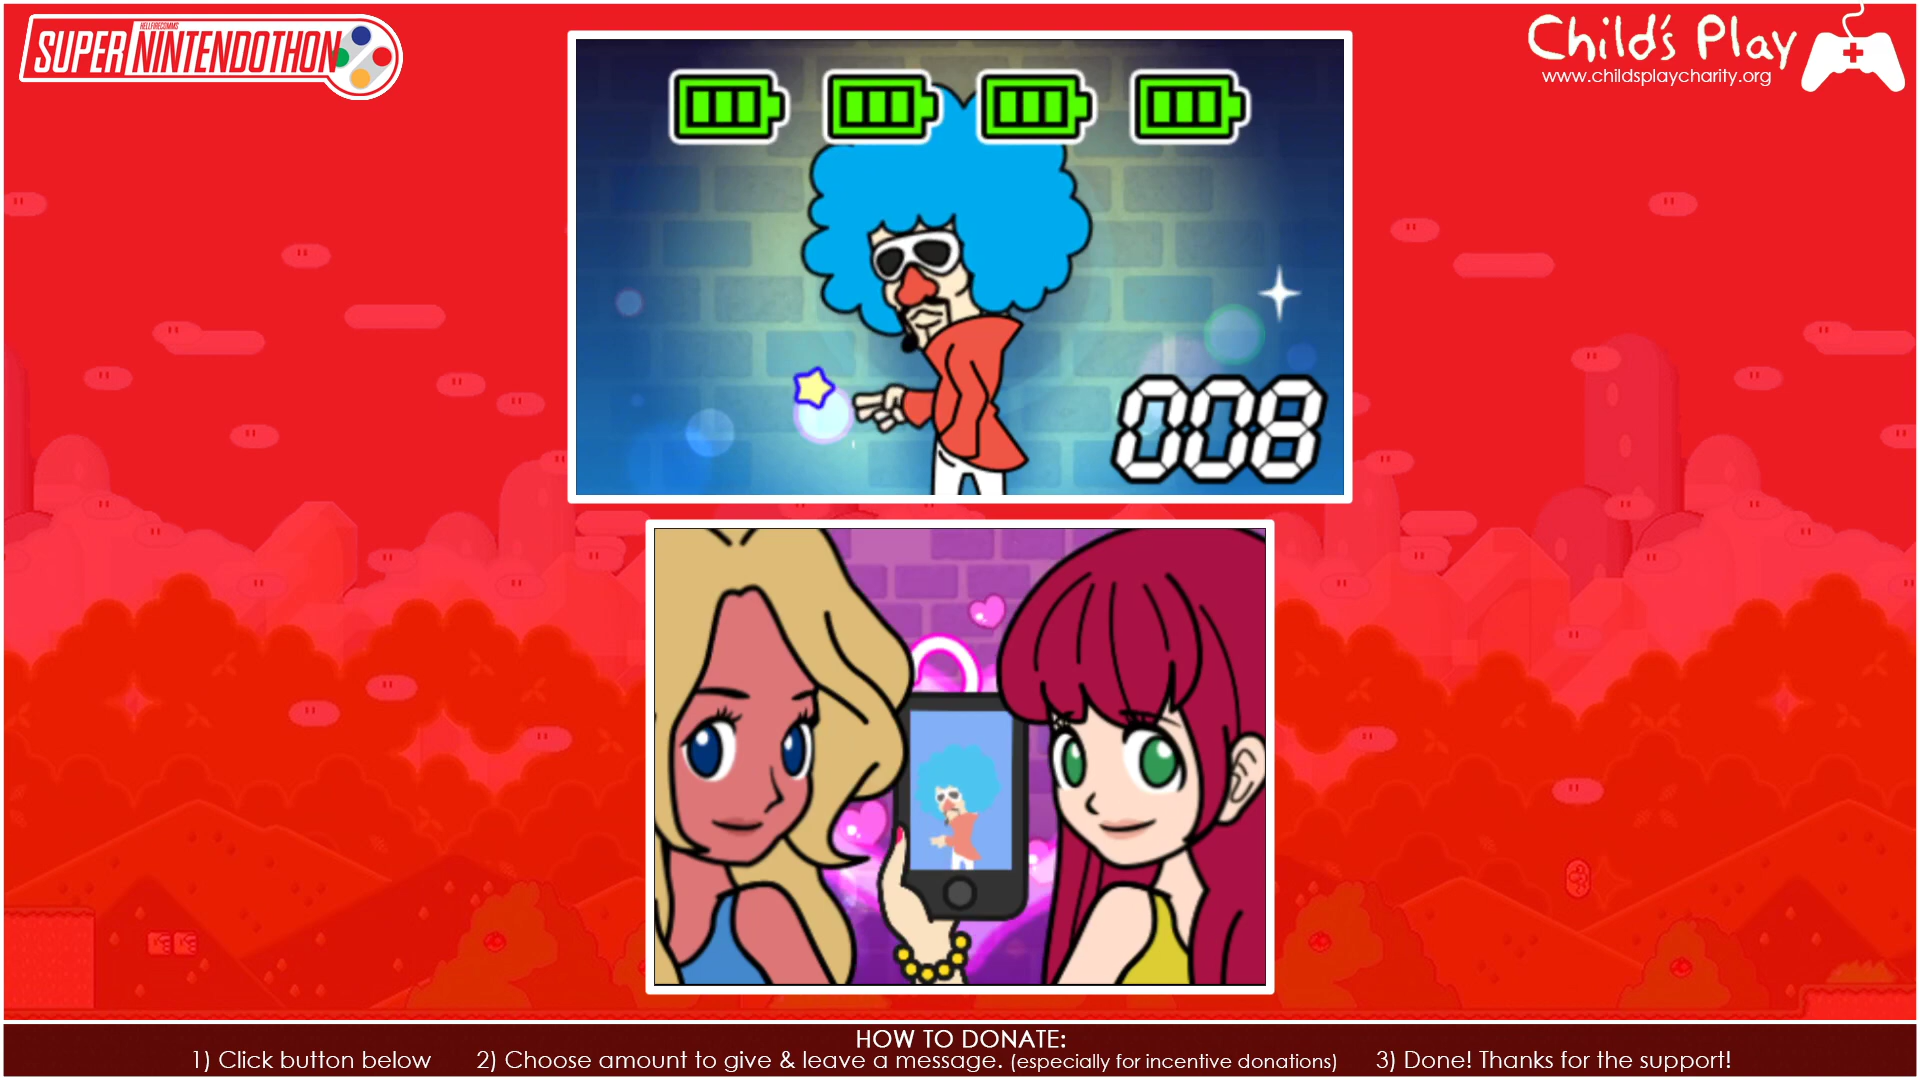 HELLFIRECOMMS
SUPER NINTENDOTHON
Child's Play
www.childsplaycharity.org
008
HOW TO DONATE:
1) Click button below 2) Choose amount to give & leave a message. (especially for incentive donations) 3) Done! Thanks for the support!